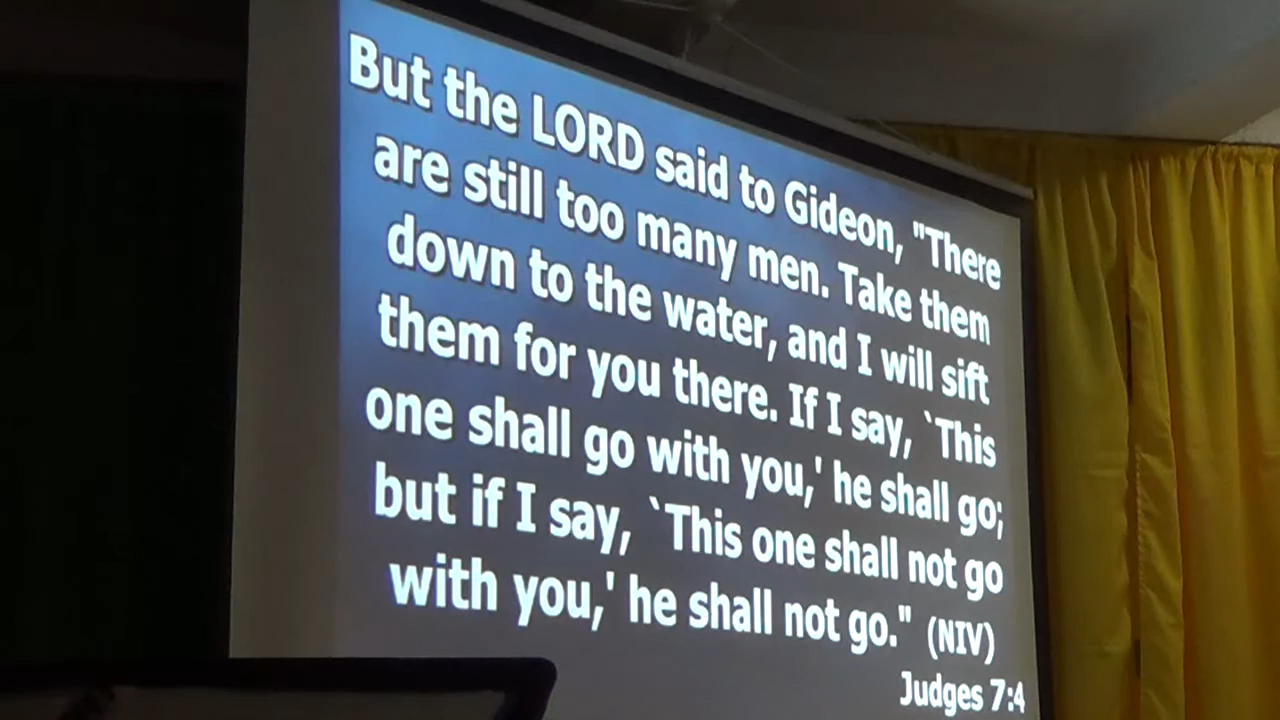 But the LORD said to Gideon, "There
are still too many men. Take them
down to the water, and I will sift
them for you there. If I say, `This
one shall go with you,' he shall go;
but if I say, `This one shall not go
with you,' he shall not go." (NIV)
Judges 7:4